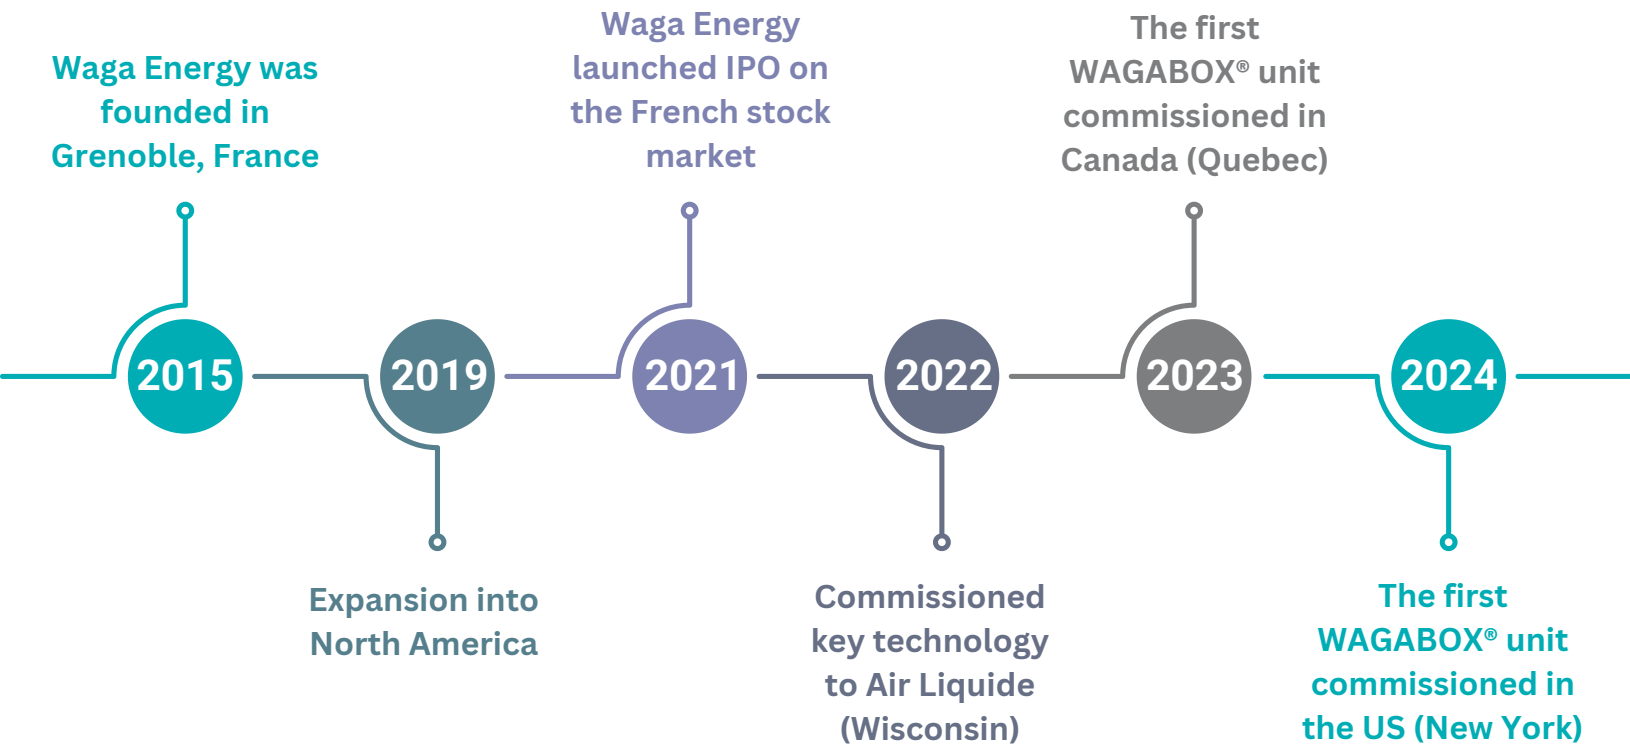 Waga Energy was
founded in
Grenoble, France
Waga Energy
launched IPO on
the French stock
market
The first
WAGABOX® unit
commissioned in
Canada (Quebec)
2015
2019
2021
2022
2023
2024
Expansion into
North America
Commissioned
key technology
to Air Liquide
(Wisconsin)
The first
WAGABOX® unit
commissioned in
the US (New York)